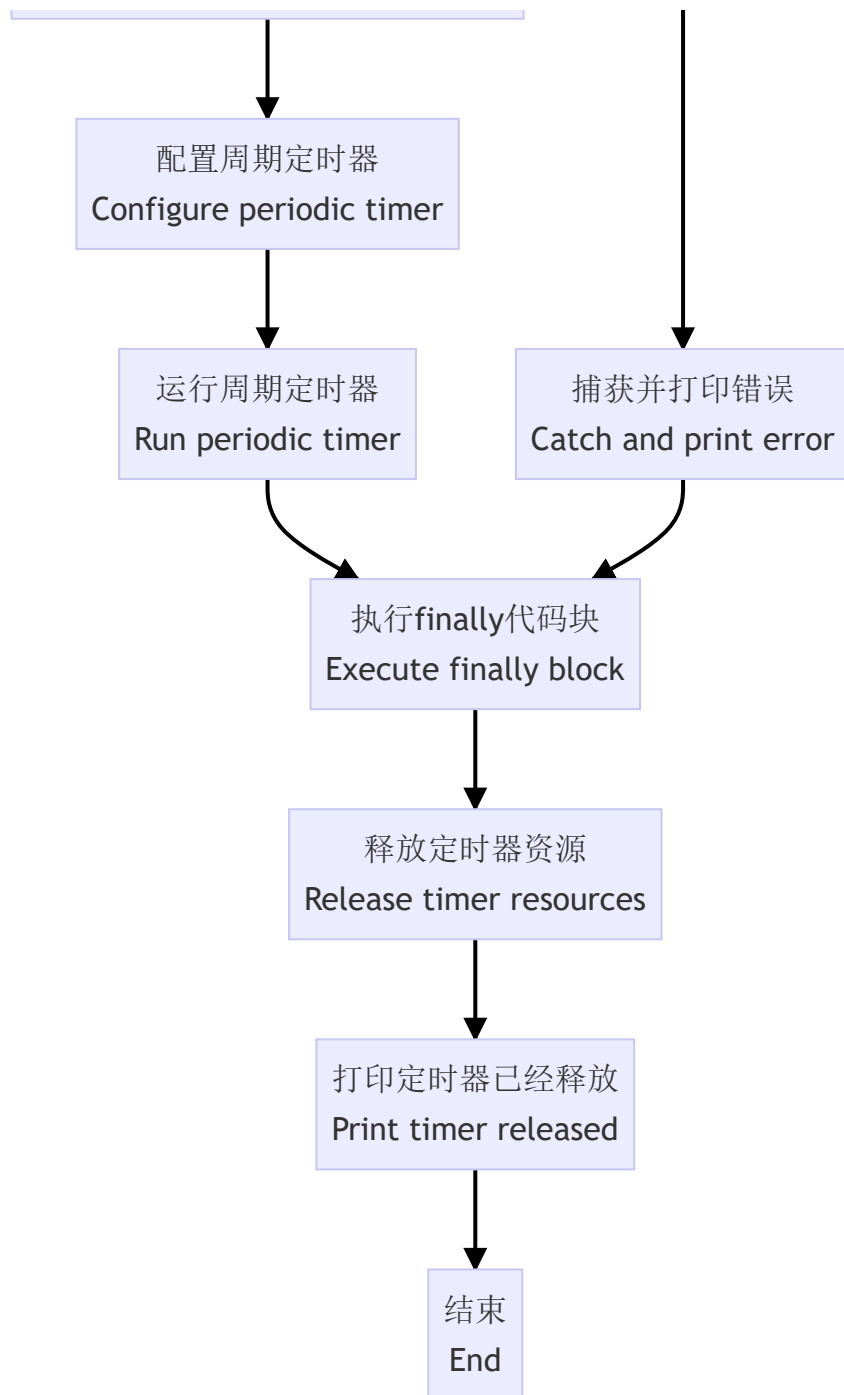 配置周期定时器
Configure periodic timer
运行周期定时器
Run periodic timer
捕获并打印错误
Catch and print error
执行finally代码块
Execute finally block
释放定时器资源
Release timer resources
打印定时器已经释放
Print timer released
结束
End